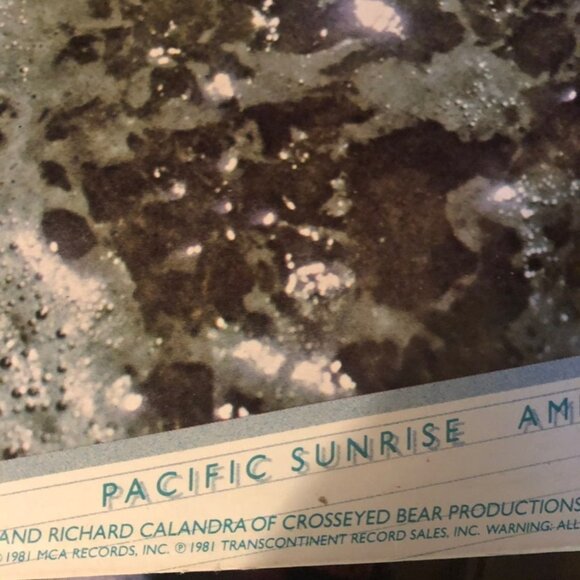 PACIFIC SUNRISE AM
AND RICHARD CALANDRA OF CROSSEYED BEAR PRODUCTIONS
©1981 MCA RECORDS, INC. ℗ 1981 TRANSCONTINENT RECORD SALES, INC. WARNING: ALL